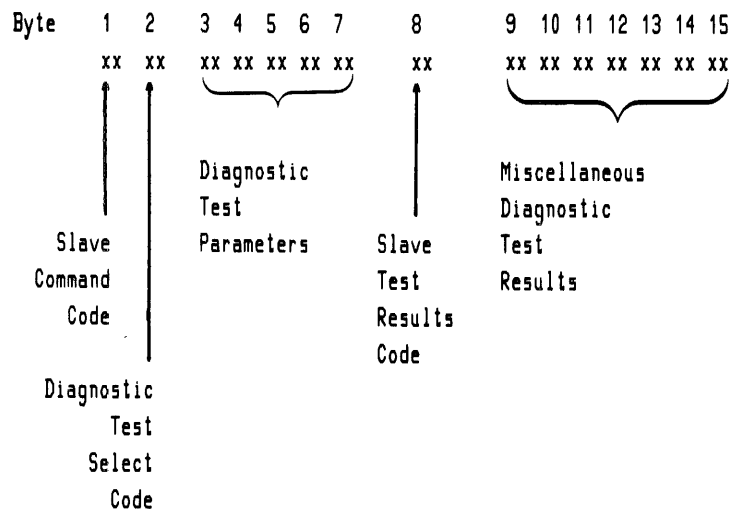 Byte 1 2 3 4 5 6 7 8 9 10 11 12 13 14 15
xx xx xx xx xx xx xx xx xx xx xx xx xx xx xx
Diagnostic
Test
Parameters
Miscellaneous
Diagnostic
Test
Results
Slave
Command
Code
Slave
Test
Results
Code
Diagnostic
Test
Select
Code